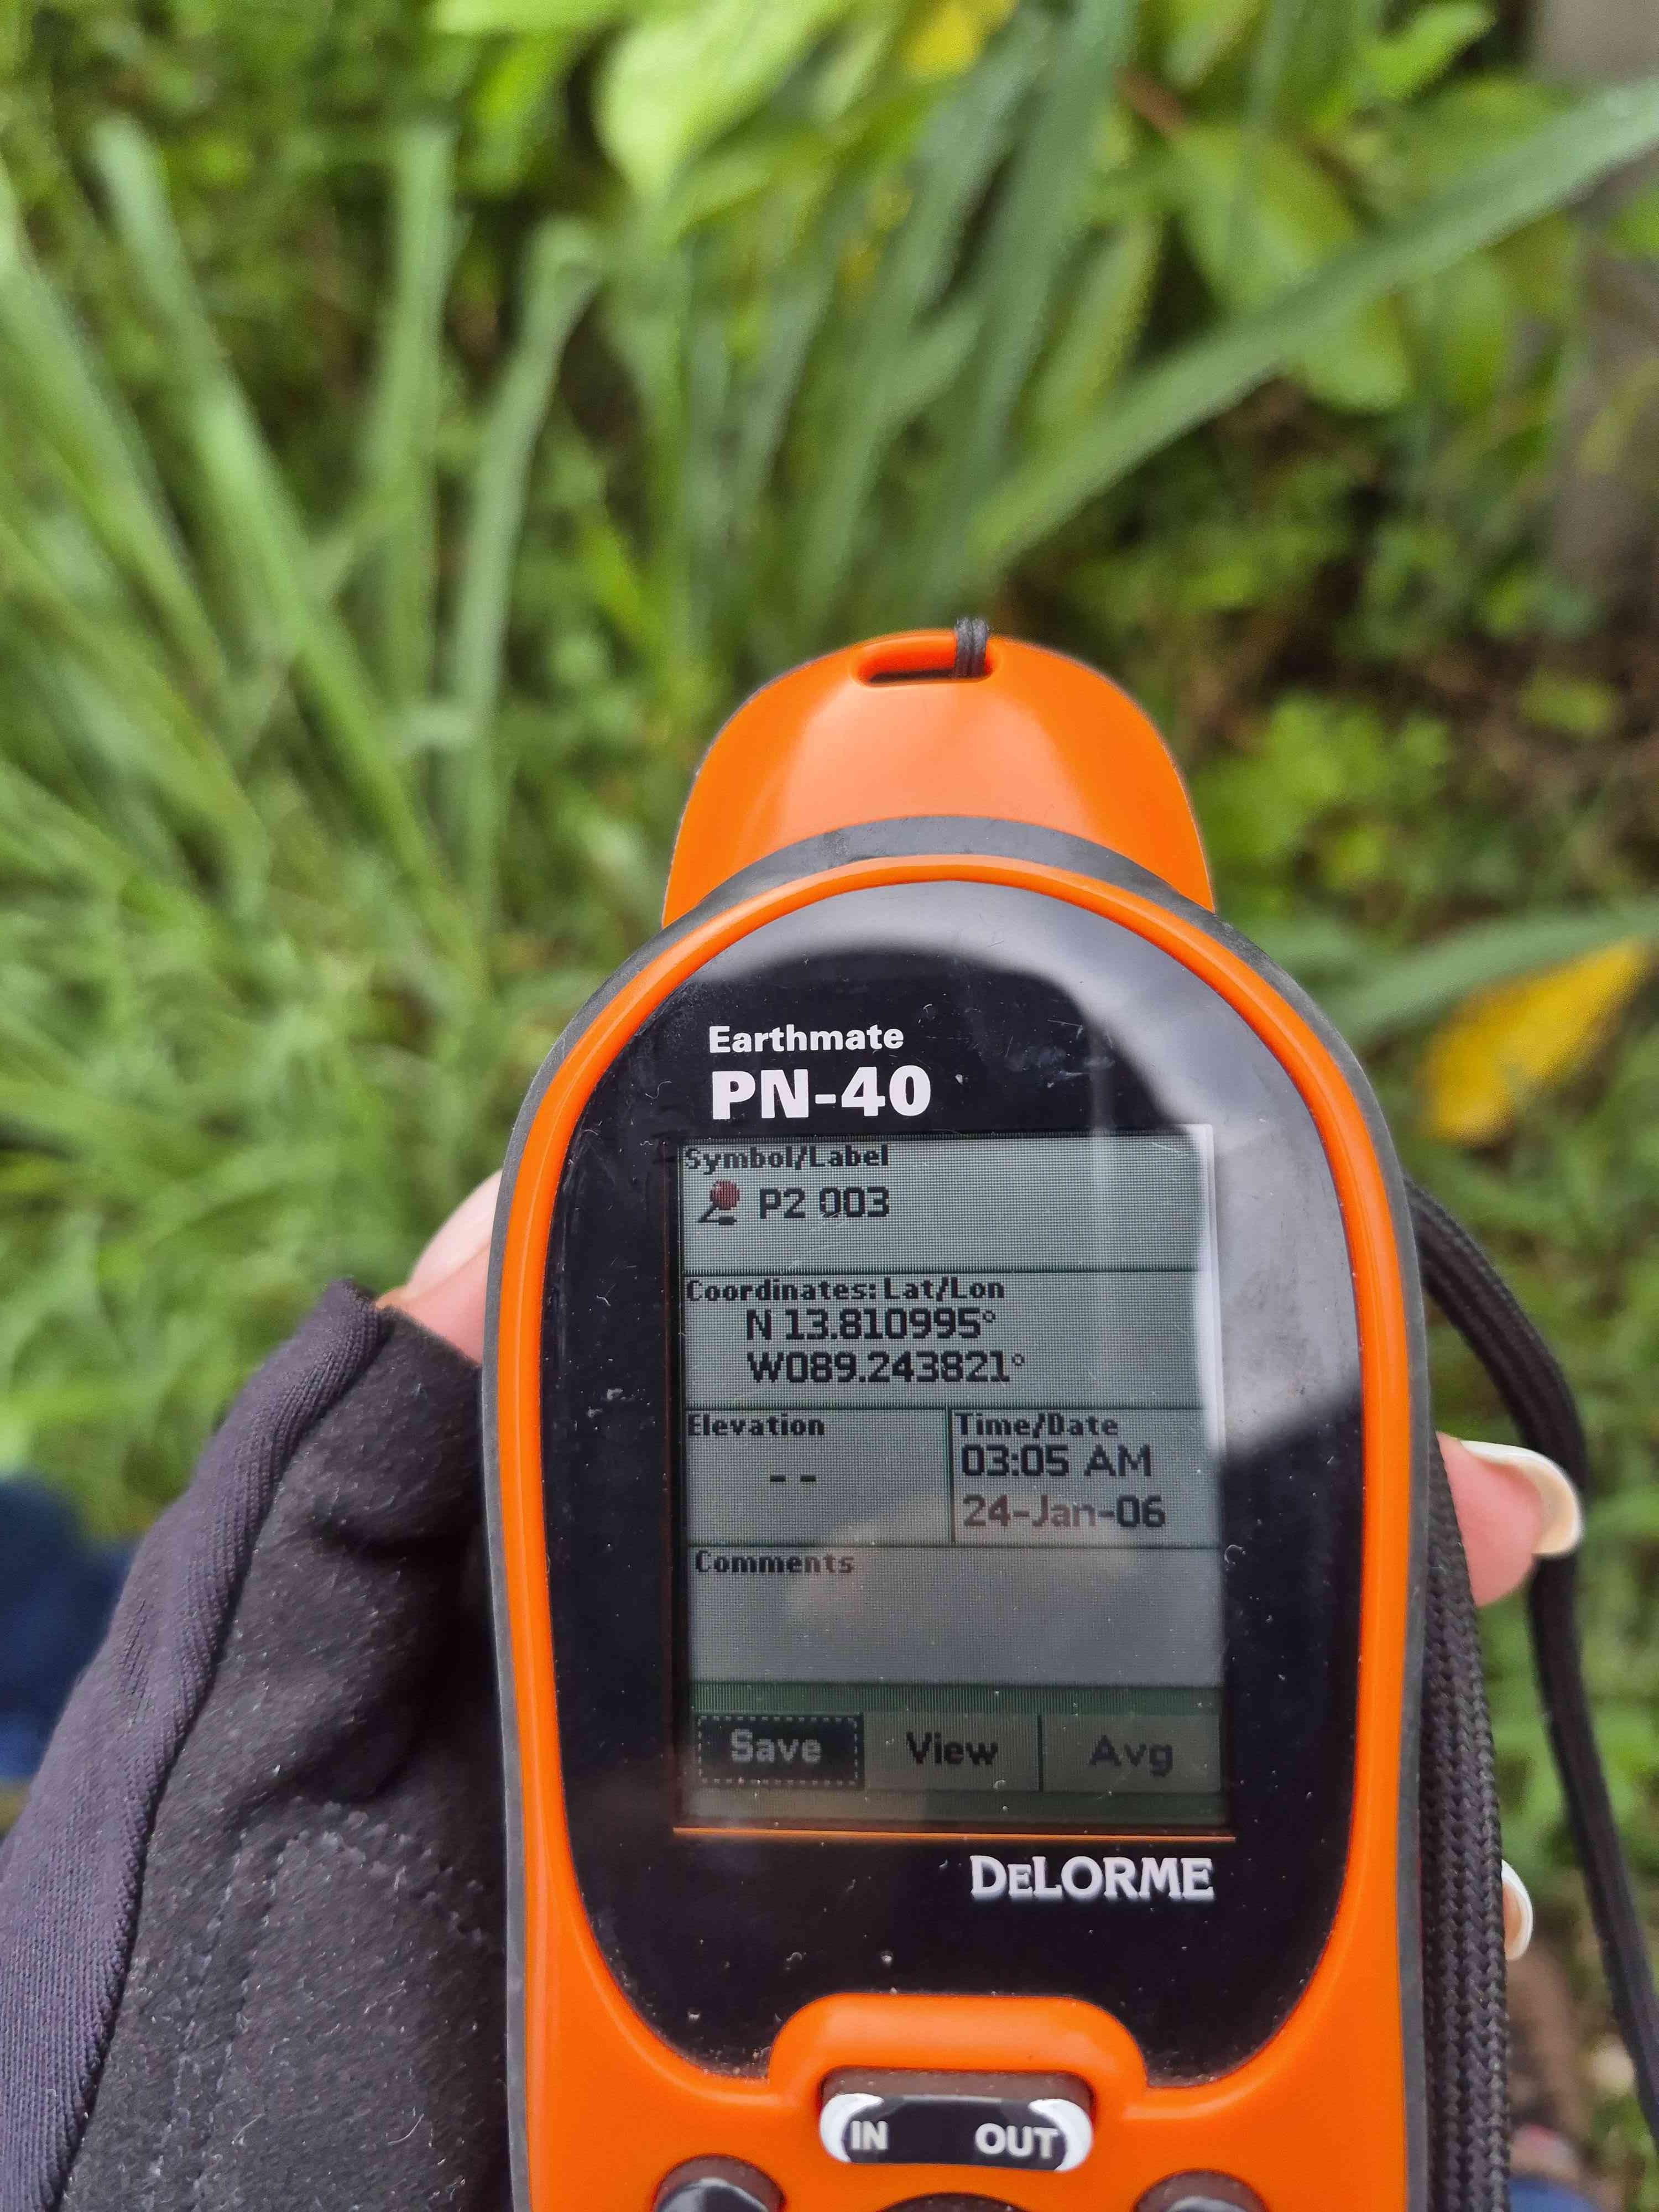 Earthmate
PN-40
Symbol/Label
P2 003
Coordinates: Lat/Lon
N 13.810995°
W089.243821°
Elevation
--
Time/Date
03:05 AM
24-Jan-06
Comments
Save View Avg
DELORME
IN OUT